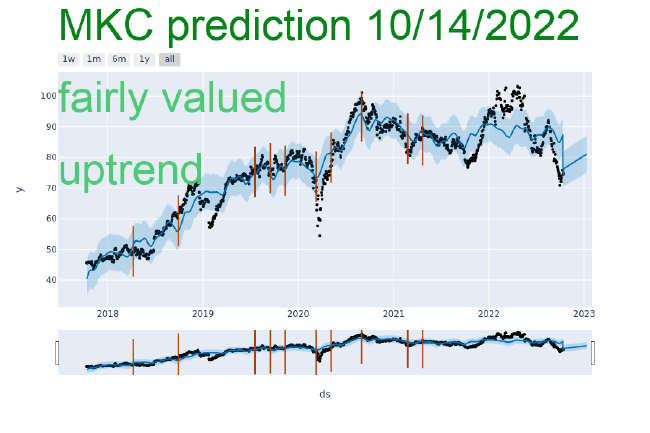 MKC prediction 10/14/2022
1w 1m 6m 1y all
fairly valued
uptrend
100
90
80
70
60
50
40
y
2018 2019 2020 2021 2022 2023
ds